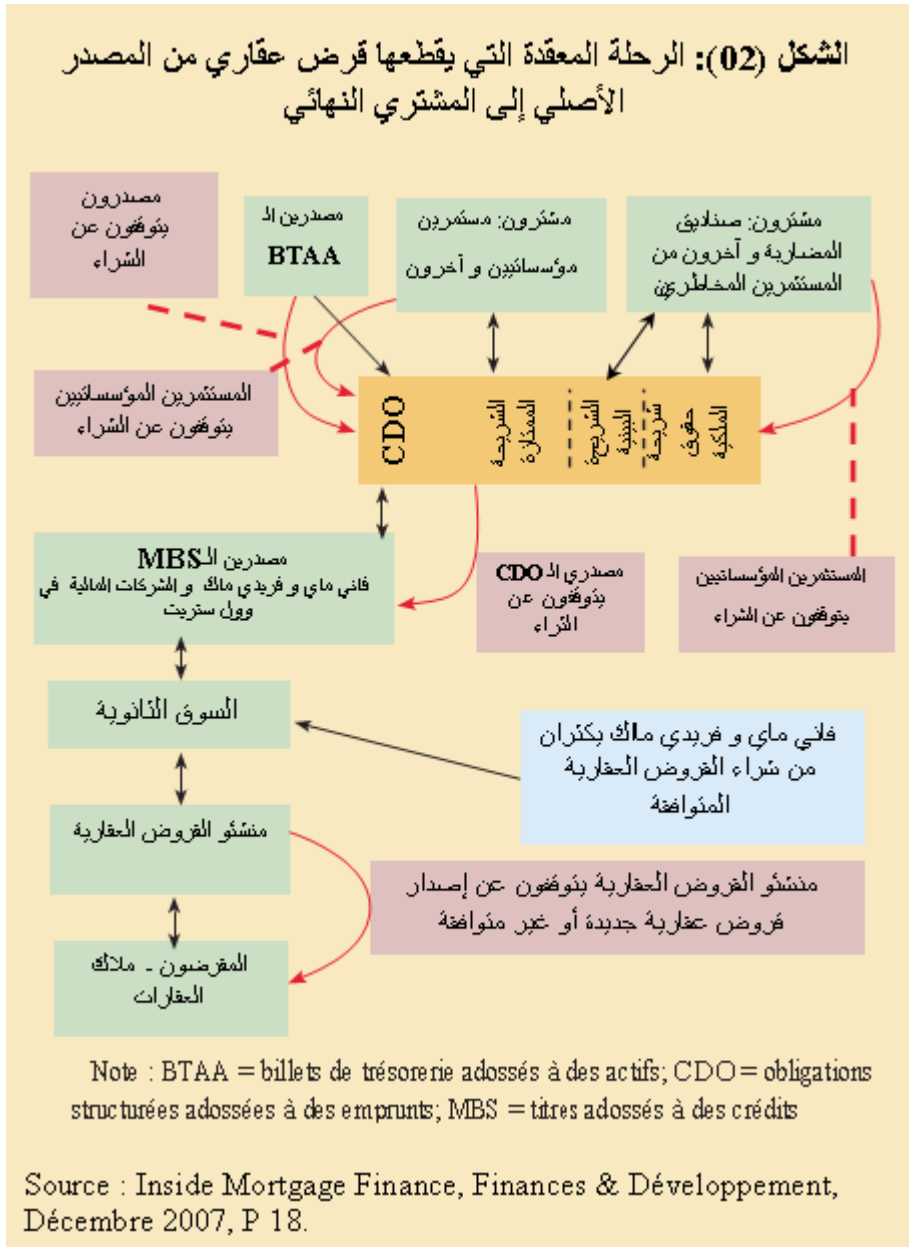 الشكل (02): الرحلة المعقدة التي يقطعها قرض عقاري من المصدر
الأصلي إلى المشتري النهائي
مشترون: صناديق
المضاربة و آخرون من
المستثمرين المخاطرين
مشترون: مستمرين
مؤسساتيين و آخرون
مصدرين الـ
BTAA
مصدرون
يتوقفون عن
الشراء
المستثمرين المؤسساتيين
يتوقفون عن الشراء
CDO
الشريحة
الممتازة
الشريحة
البينية
شريحة
حقوق
الملكية
مصدرين الـ MBS
فاني ماي و فريدي ماك و الشركات المالية في
وول ستريت
مصدري الـ CDO
يتوقفون عن
الشراء
المستثمرين المؤسساتيين
يتوقفون عن الشراء
السوق الثانوية
فاني ماي و فريدي ماك يكثران
من شراء القروض العقارية
المتوافقة
منشئو القروض العقارية
منشئو القروض العقارية يتوقفون عن إصدار
قروض عقارية جديدة أو غير متوافقة
المقرضون - ملاك
العقارات
Note : BTAA = billets de trésorerie adossés à des actifs; CDO = obligations
structurées adossées à des emprunts; MBS = titres adossés à des crédits
Source : Inside Mortgage Finance, Finances & Développement,
Décembre 2007, P 18.